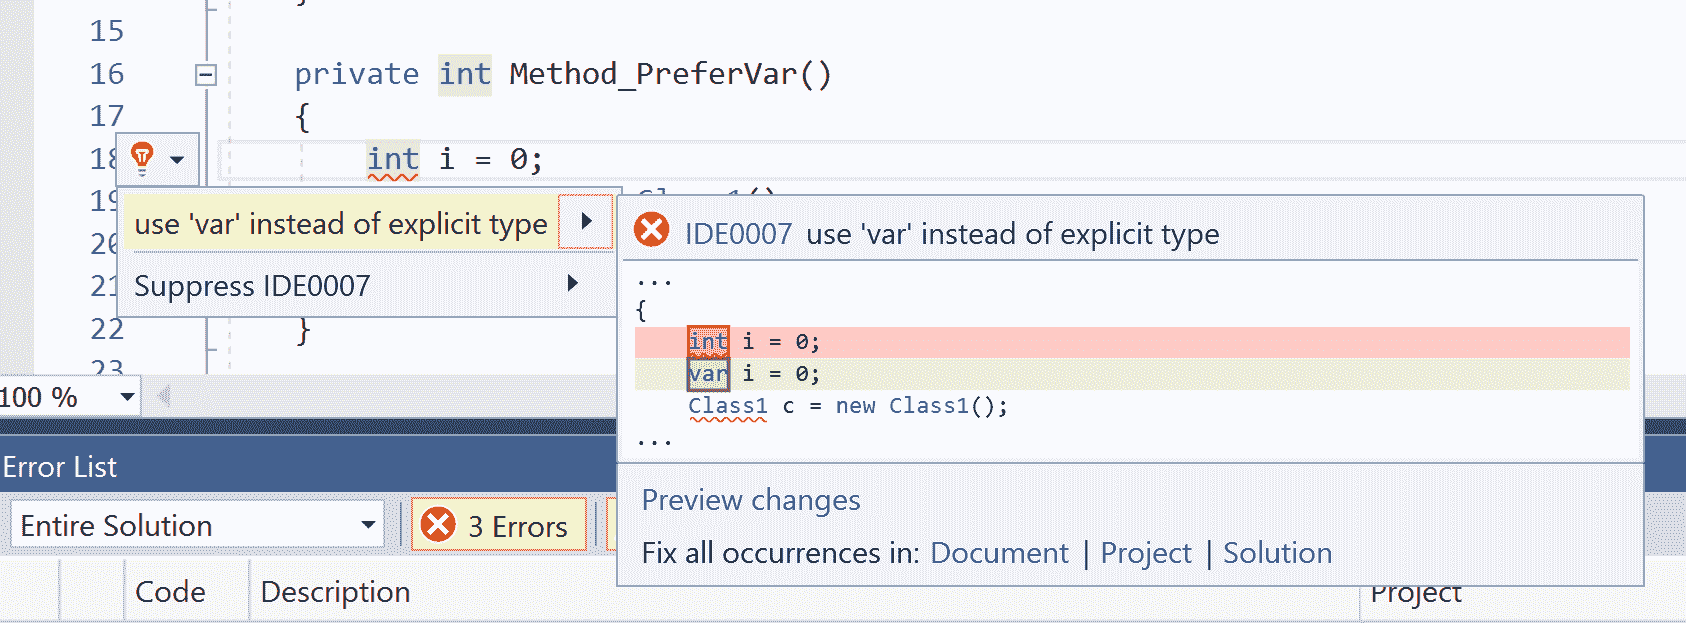 15
16 private int Method_PreferVar()
17 {
18 int i = 0;
19
use 'var' instead of explicit type
IDE0007 use 'var' instead of explicit type
20
21
Suppress IDE0007
...
{
int i = 0;
var i = 0;
Class1 c = new Class1();
...
22 }
23
100 %
Error List
Preview changes
Entire Solution
3 Errors
Fix all occurrences in: Document | Project | Solution
Code Description Project